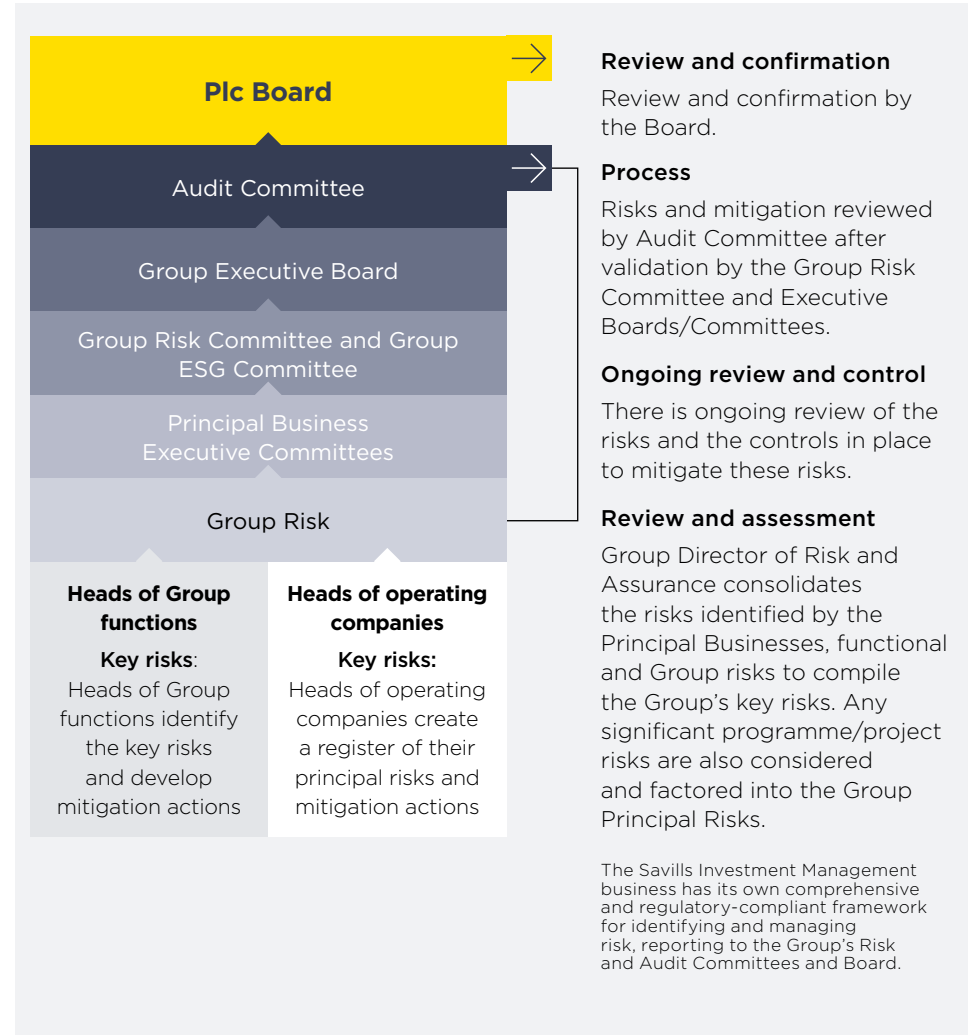 Plc Board
Audit Committee
Group Executive Board
Group Risk Committee and Group
ESG Committee
Principal Business
Executive Committees
Group Risk
Heads of Group
functions
Key risks:
Heads of Group
functions identify
the key risks
and develop
mitigation actions
Heads of operating
companies
Key risks:
Heads of operating
companies create
a register of their
principal risks and
mitigation actions
Review and confirmation
Review and confirmation by
the Board.
Process
Risks and mitigation reviewed
by Audit Committee after
validation by the Group Risk
Committee and Executive
Boards/Committees.
Ongoing review and control
There is ongoing review of the
risks and the controls in place
to mitigate these risks.
Review and assessment
Group Director of Risk and
Assurance consolidates
the risks identified by the
Principal Businesses, functional
and Group risks to compile
the Group’s key risks. Any
significant programme/project
risks are also considered
and factored into the Group
Principal Risks.
The Savills Investment Management
business has its own comprehensive
and regulatory-compliant framework
for identifying and managing
risk, reporting to the Group’s Risk
and Audit Committees and Board.